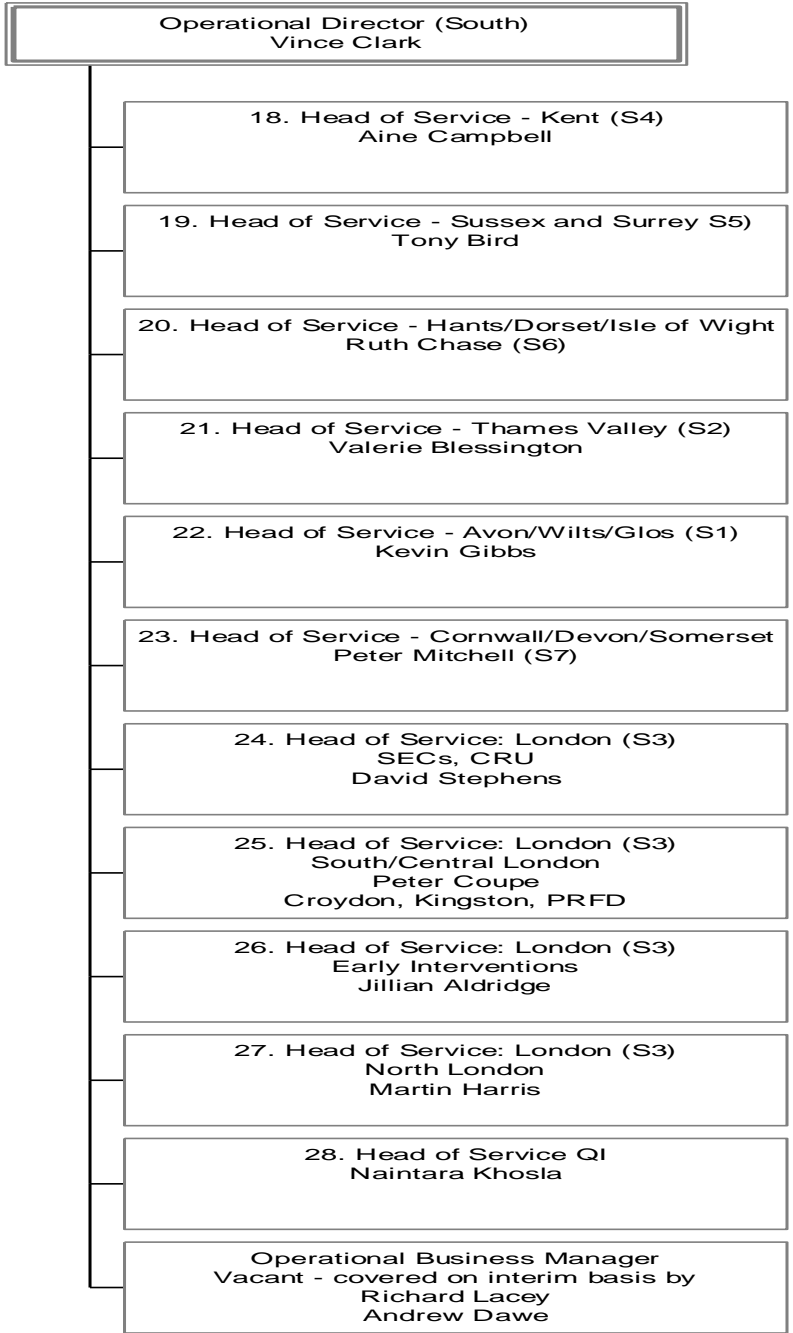 Operational Director (South)
Vince Clark
18. Head of Service - Kent (S4)
Aine Campbell
19. Head of Service - Sussex and Surrey S5)
Tony Bird
20. Head of Service - Hants/Dorset/Isle of Wight
Ruth Chase (S6)
21. Head of Service - Thames Valley (S2)
Valerie Blessington
22. Head of Service - Avon/Wilts/Glos (S1)
Kevin Gibbs
23. Head of Service - Cornwall/Devon/Somerset
Peter Mitchell (S7)
24. Head of Service: London (S3)
SECs, CRU
David Stephens
25. Head of Service: London (S3)
South/Central London
Peter Coupe
Croydon, Kingston, PRFD
26. Head of Service: London (S3)
Early Interventions
Jillian Aldridge
27. Head of Service: London (S3)
North London
Martin Harris
28. Head of Service QI
Naintara Khosla
Operational Business Manager
Vacant - covered on interim basis by
Richard Lacey
Andrew Dawe